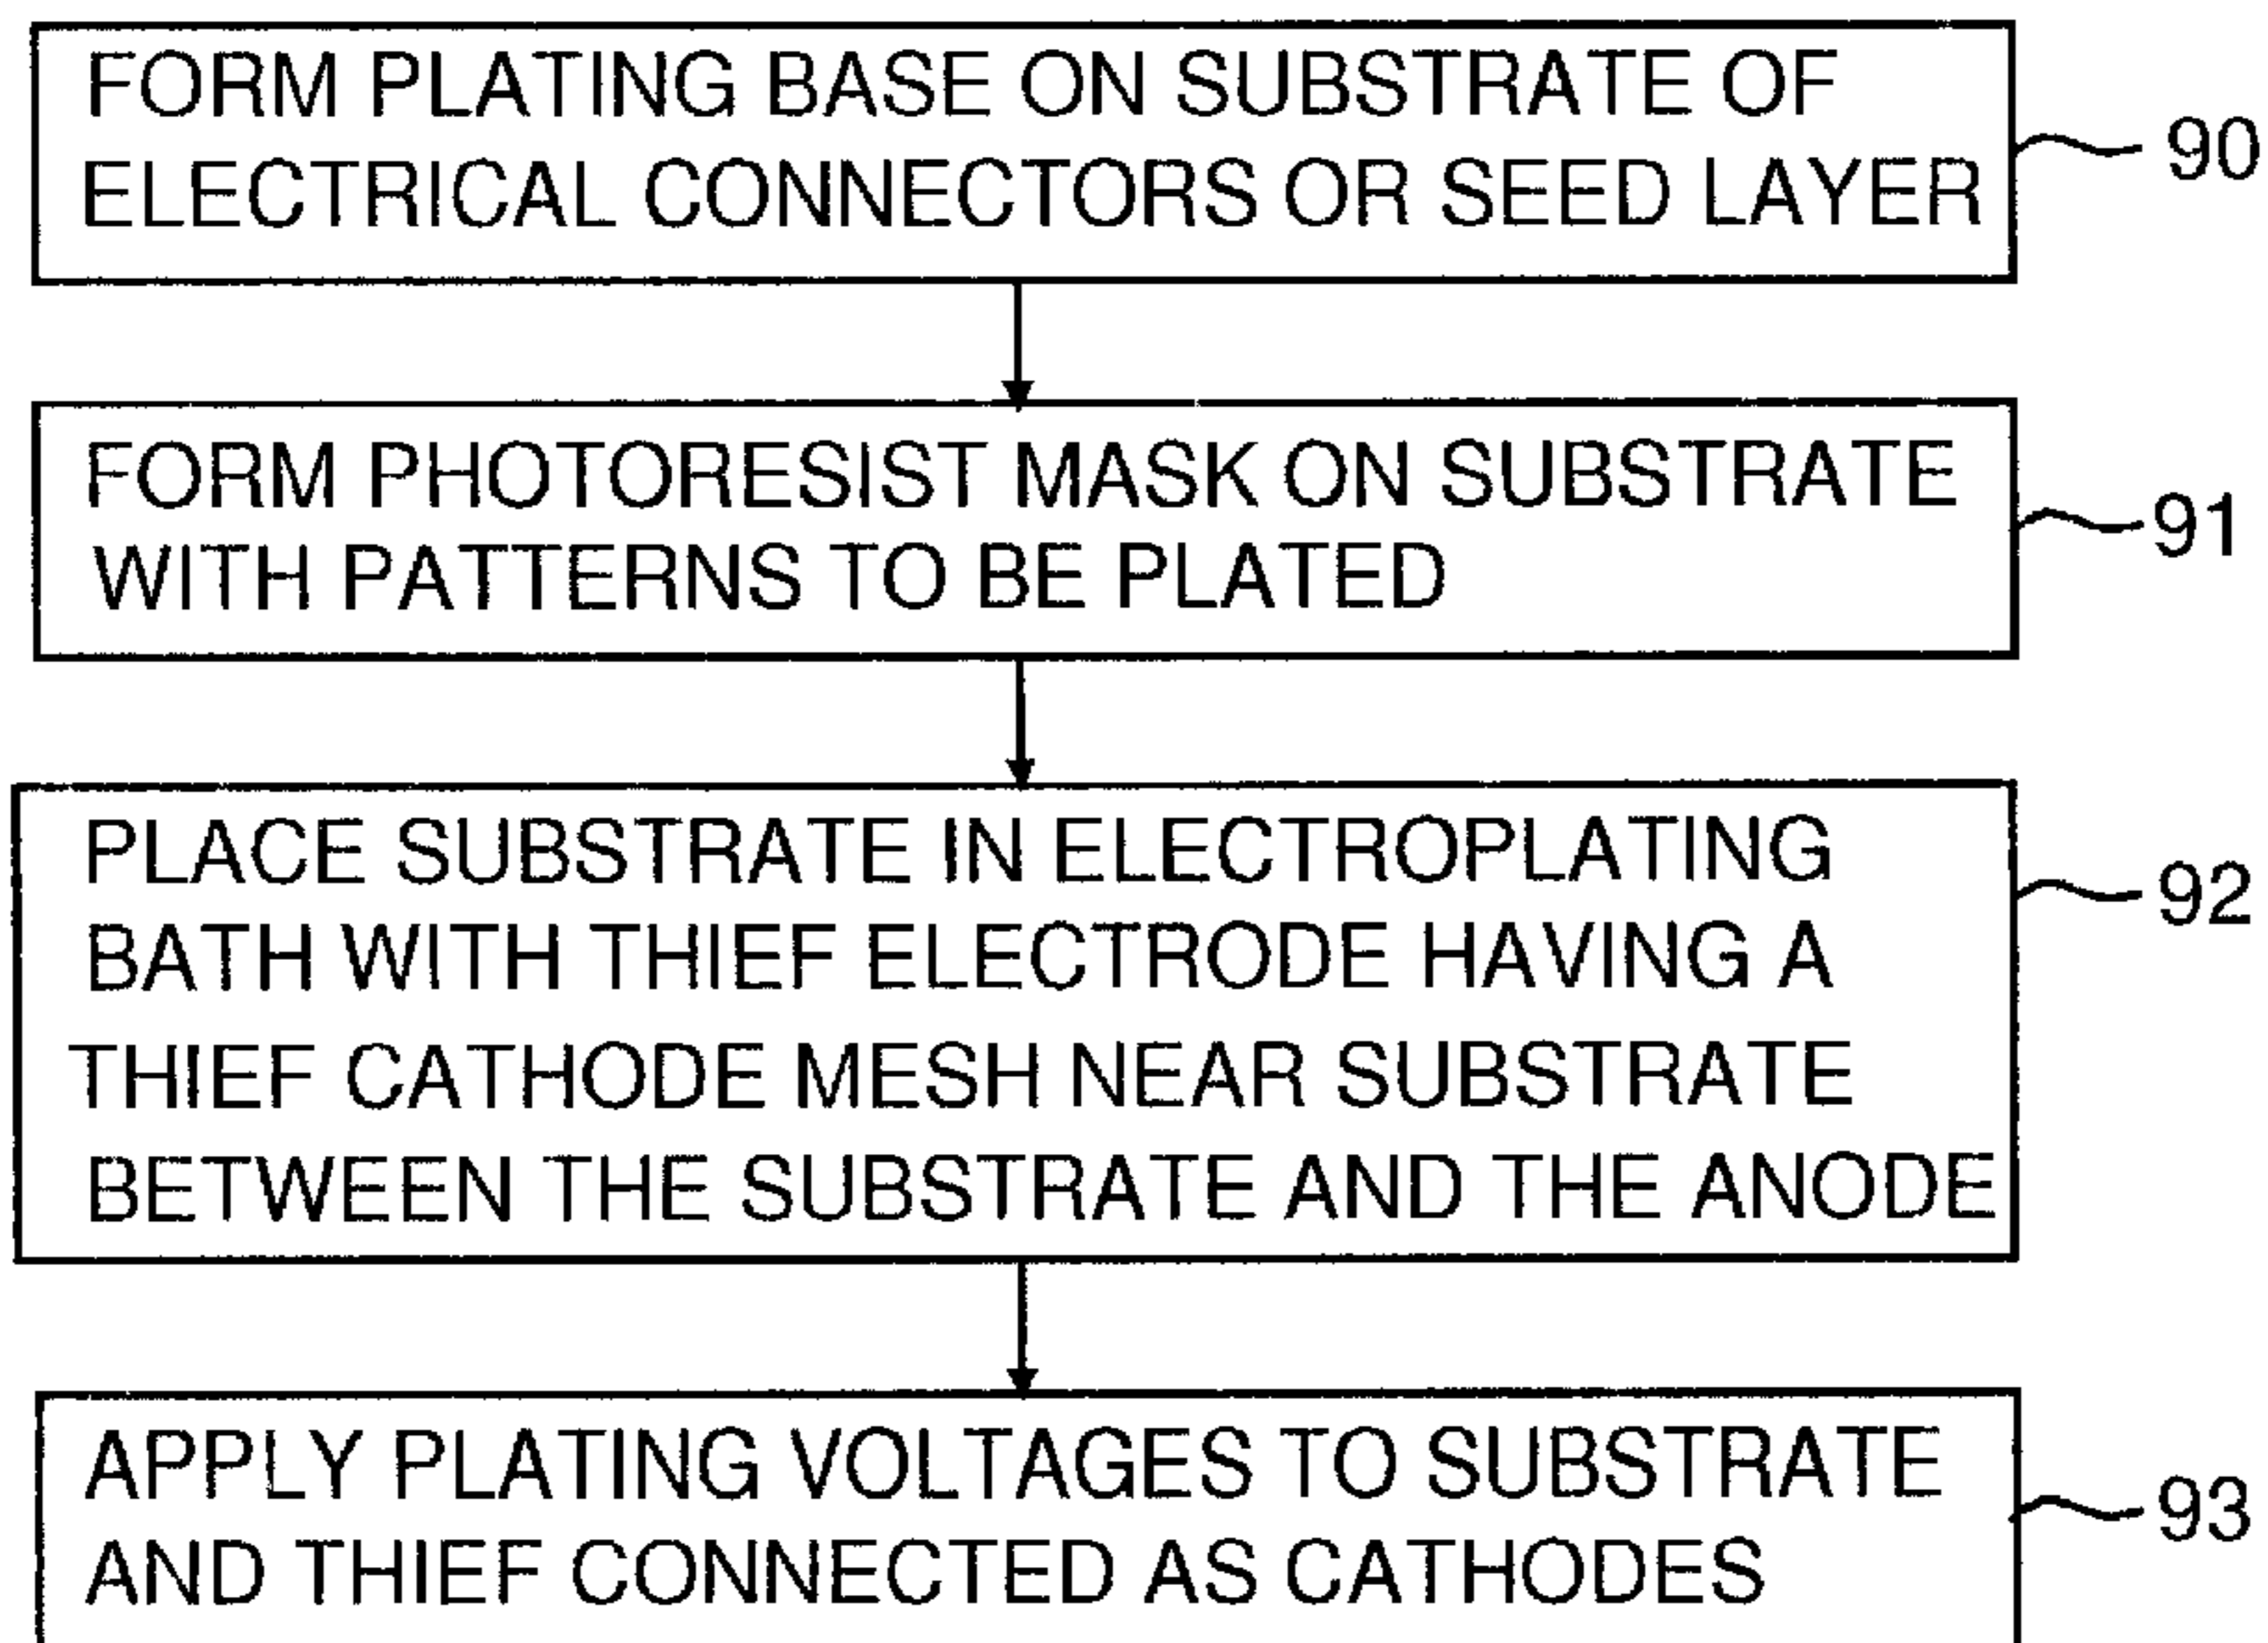 FORM PLATING BASE ON SUBSTRATE OF
ELECTRICAL CONNECTORS OR SEED LAYER
90
FORM PHOTORESIST MASK ON SUBSTRATE
WITH PATTERNS TO BE PLATED
91
PLACE SUBSTRATE IN ELECTROPLATING
BATH WITH THIEF ELECTRODE HAVING A
THIEF CATHODE MESH NEAR SUBSTRATE
BETWEEN THE SUBSTRATE AND THE ANODE
92
APPLY PLATING VOLTAGES TO SUBSTRATE
AND THIEF CONNECTED AS CATHODES
93